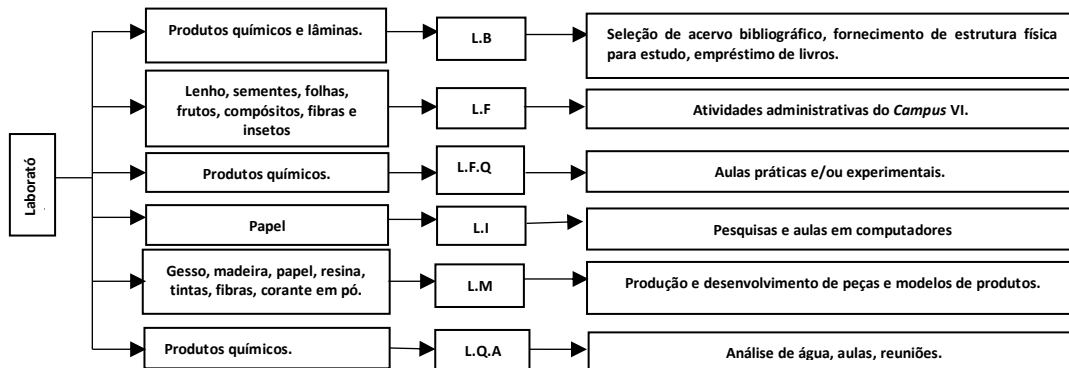 Laborató
Produtos químicos e lâminas.
L.B
Seleção de acervo bibliográfico, fornecimento de estrutura física
para estudo, empréstimo de livros.
Lenho, sementes, folhas,
frutos, compósitos, fibras e
insetos
L.F
Atividades administrativas do Campus VI.
Produtos químicos.
L.F.Q
Aulas práticas e/ou experimentais.
Papel
L.I
Pesquisas e aulas em computadores
Gesso, madeira, papel, resina,
tintas, fibras, corante em pó.
L.M
Produção e desenvolvimento de peças e modelos de produtos.
Produtos químicos.
L.Q.A
Análise de água, aulas, reuniões.